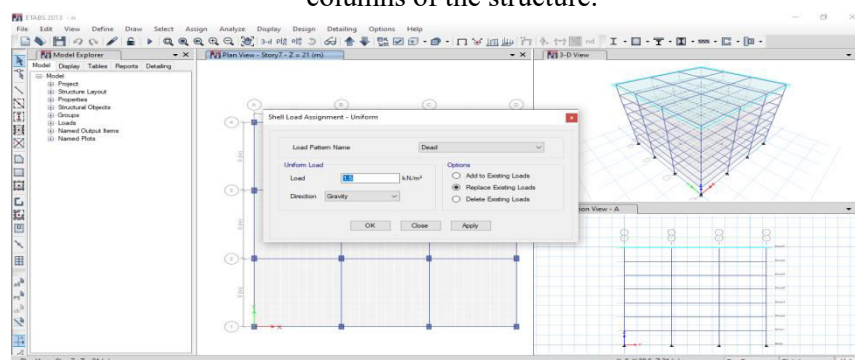 columns of the structure.
ETABS 2013 - n
File Edit View Define Draw Select Assign Analyze Display Design Detailing Options Help
Model Explorer
Model Display Tables Reports Detailing
Model
Project
Structure Layout
Properties
Structural Objects
Groups
Loads
Named Output Items
Named Plots
Plan View - Story7 - Z = 21 (m)
3-D View
Shell Load Assignment - Uniform
Load Pattern Name Dead
Uniform Load
Load 1.5 kN/m²
Direction Gravity
Options
Add to Existing Loads
Replace Existing Loads
Delete Existing Loads
OK Close Apply
View - A